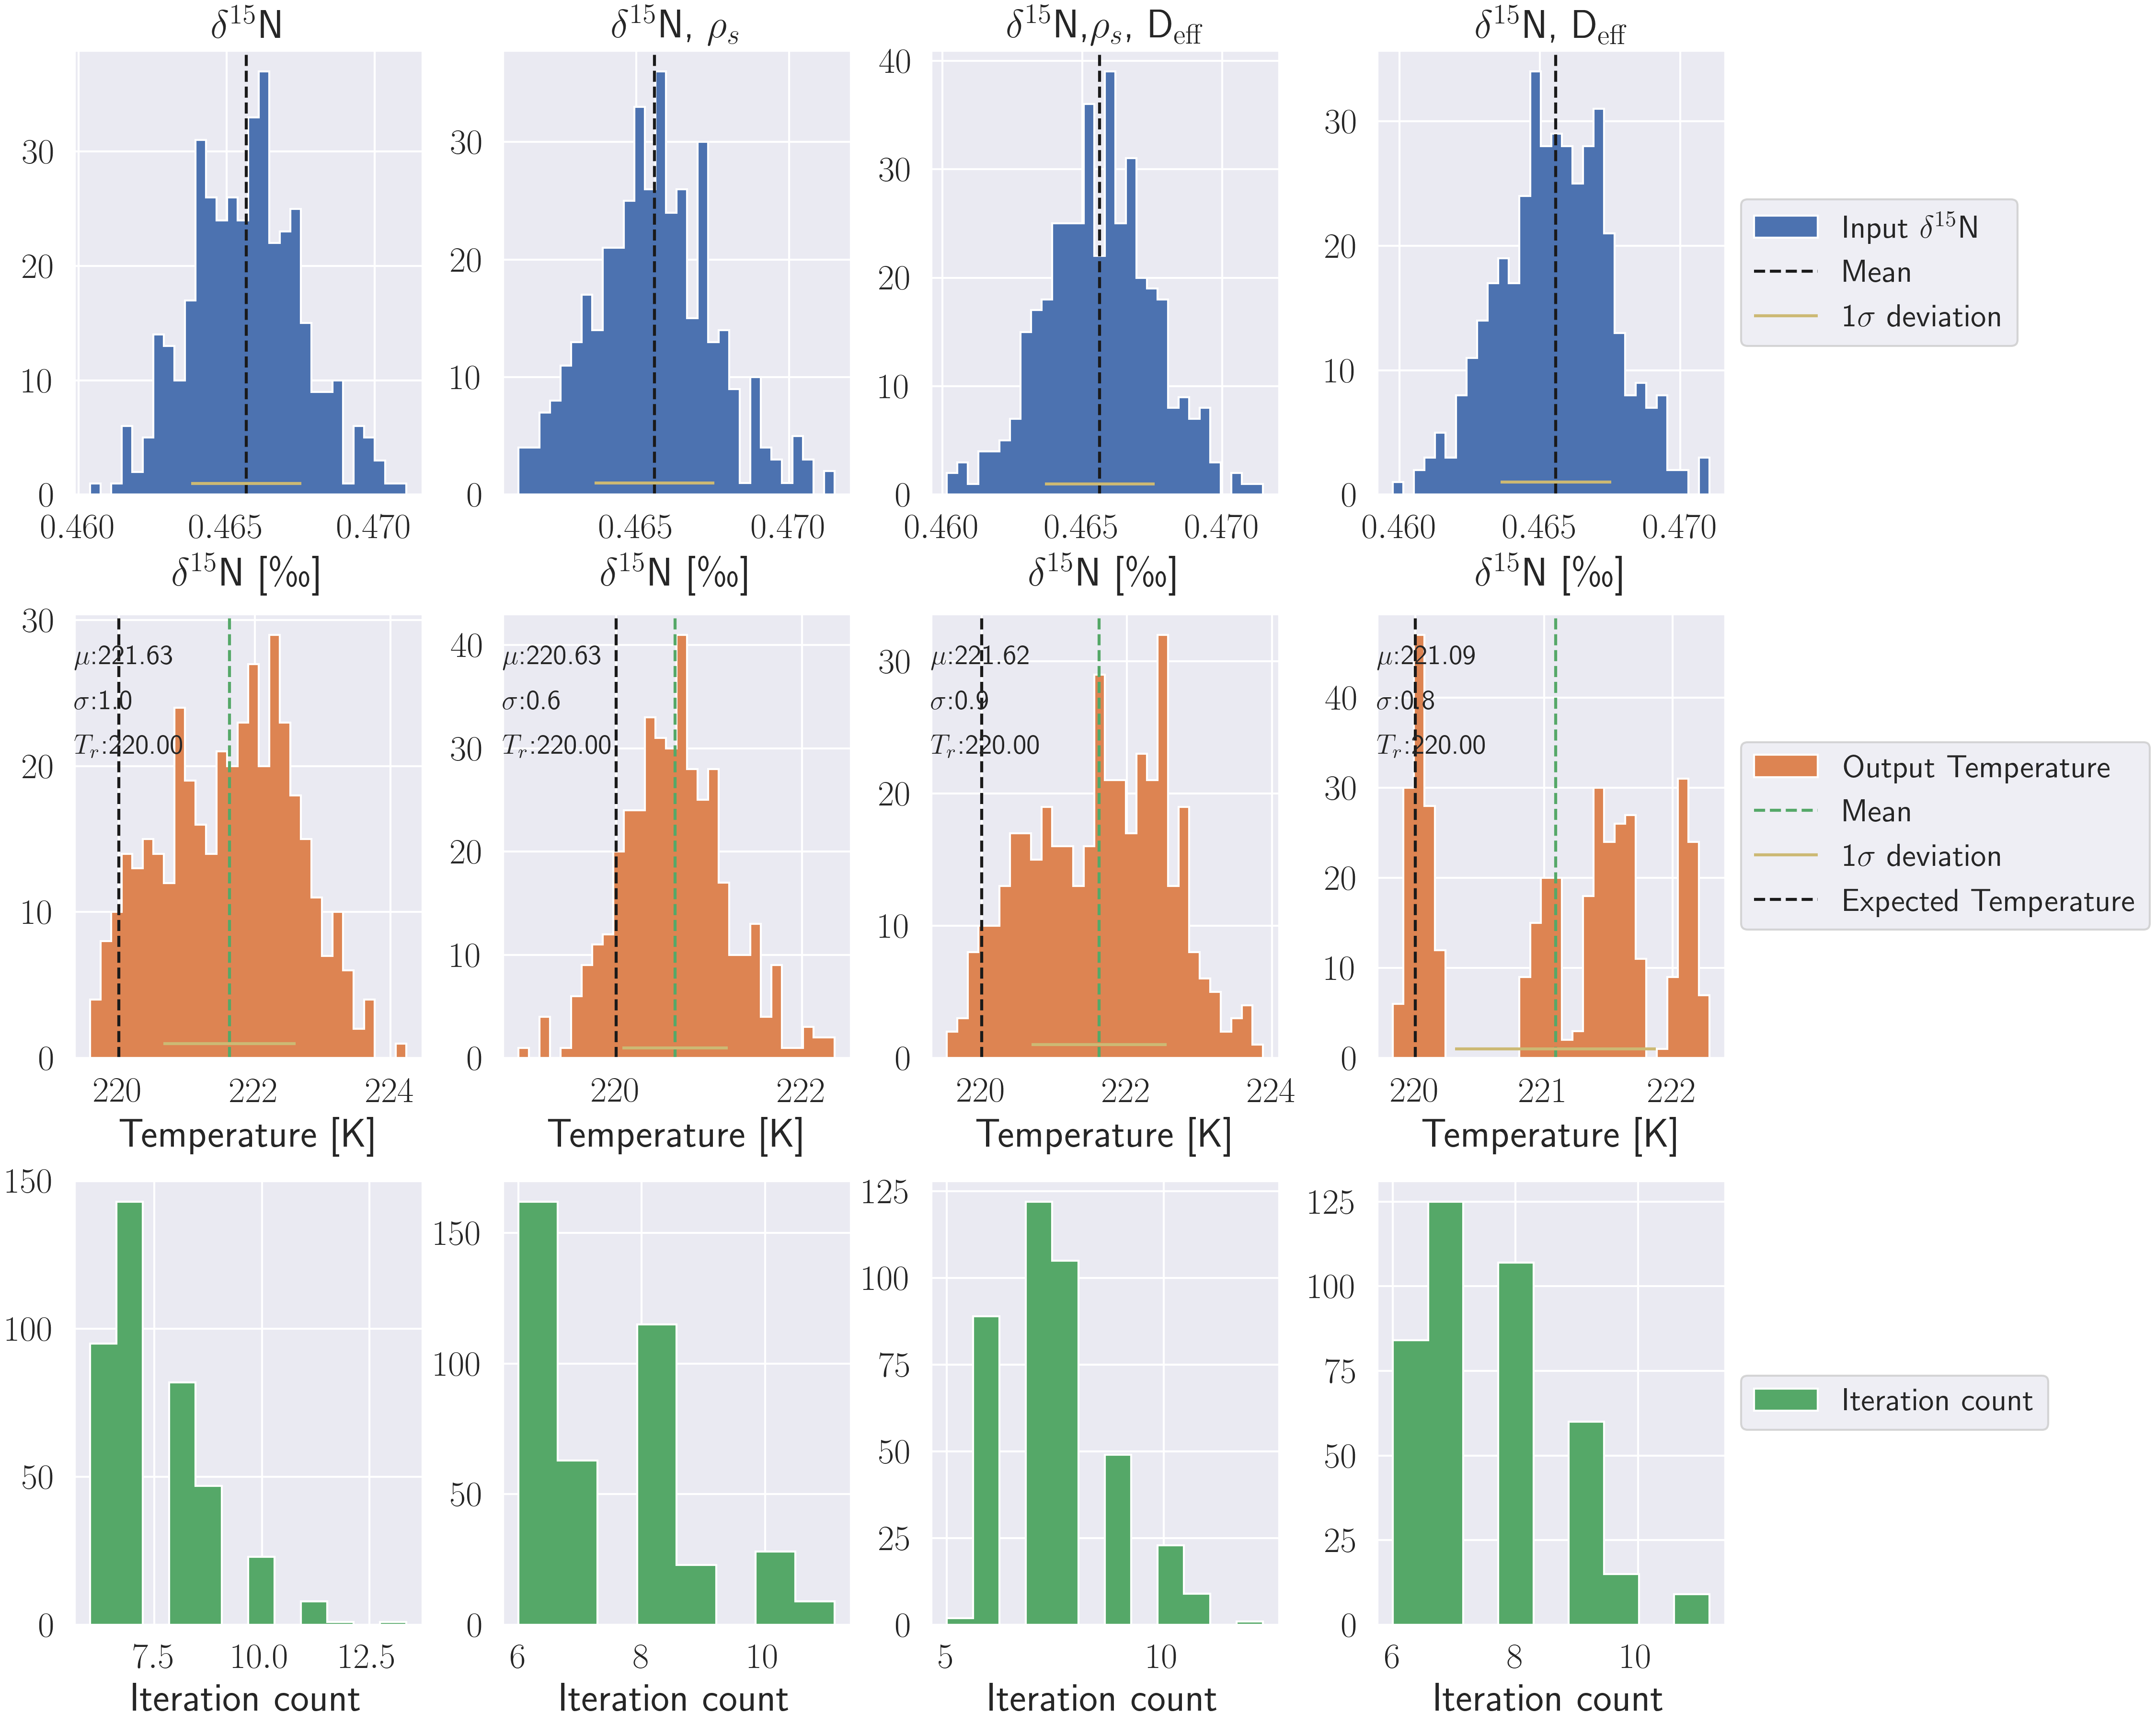 δ¹⁵N
δ¹⁵N, ρₛ
δ¹⁵N,ρₛ, D_eff
δ¹⁵N, D_eff
30
20
10
0
0.460 0.465 0.470
δ¹⁵N [‰]
30
20
10
0
0.465 0.470
δ¹⁵N [‰]
40
30
20
10
0
0.460 0.465 0.470
δ¹⁵N [‰]
30
20
10
0
0.460 0.465 0.470
δ¹⁵N [‰]
Input δ¹⁵N
Mean
1σ deviation
30
20
10
0
μ:221.63
σ:1.0
T_r:220.00
220 222 224
Temperature [K]
40
30
20
10
0
μ:220.63
σ:0.6
T_r:220.00
220 222
Temperature [K]
30
20
10
0
μ:221.62
σ:0.9
T_r:220.00
220 222 224
Temperature [K]
40
30
20
10
0
μ:221.09
σ:0.8
T_r:220.00
220 221 222
Temperature [K]
Output Temperature
Mean
1σ deviation
Expected Temperature
150
100
50
0
7.5 10.0 12.5
Iteration count
150
100
50
0
6 8 10
Iteration count
125
100
75
50
25
0
5 10
Iteration count
125
100
75
50
25
0
6 8 10
Iteration count
Iteration count